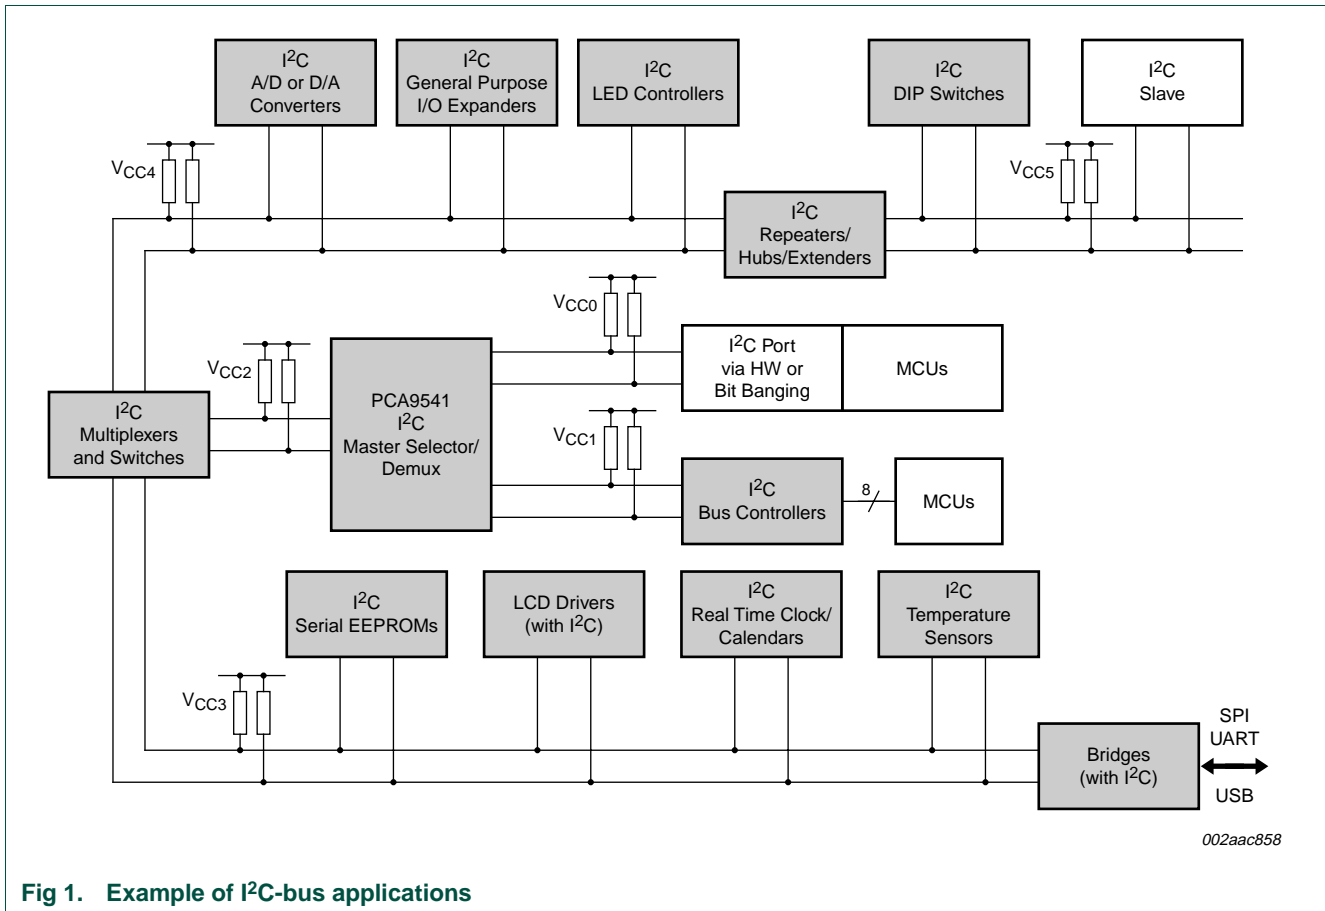 I²C
A/D or D/A
Converters
I²C
General Purpose
I/O Expanders
I²C
LED Controllers
I²C
DIP Switches
I²C
Slave
VCC4
VCC5
I²C
Repeaters/
Hubs/Extenders
VCC0
I²C Port
via HW or
Bit Banging
MCUs
VCC2
PCA9541
I²C
Master Selector/
Demux
I²C
Multiplexers
and Switches
VCC1
I²C
Bus Controllers
8
MCUs
I²C
Serial EEPROMs
LCD Drivers
(with I²C)
I²C
Real Time Clock/
Calendars
I²C
Temperature
Sensors
VCC3
Bridges
(with I²C)
SPI
UART
USB
002aac858
Fig 1. Example of I²C-bus applications